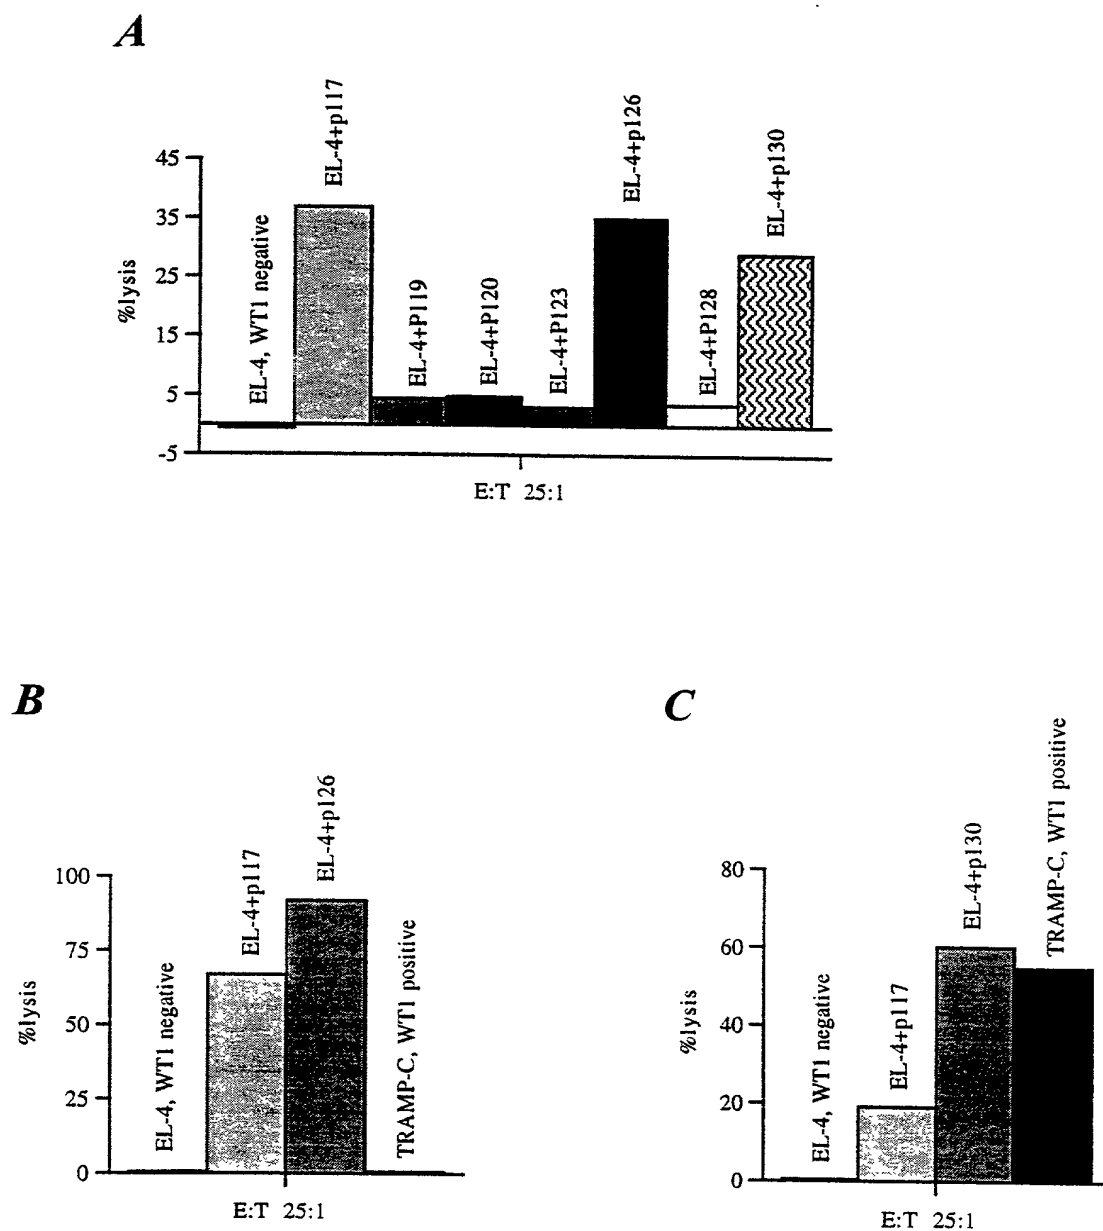 A
%lysis
45
35
25
15
5
-5
EL-4, WT1 negative
EL-4+p117
EL-4+P119
EL-4+P120
EL-4+P123
EL-4+p126
EL-4+P128
EL-4+p130
E:T 25:1
B
%lysis
100
75
50
25
0
EL-4, WT1 negative
EL-4+p117
EL-4+p126
TRAMP-C, WT1 positive
E:T 25:1
C
%lysis
80
60
40
20
0
EL-4, WT1 negative
EL-4+p117
EL-4+p130
TRAMP-C, WT1 positive
E:T 25:1